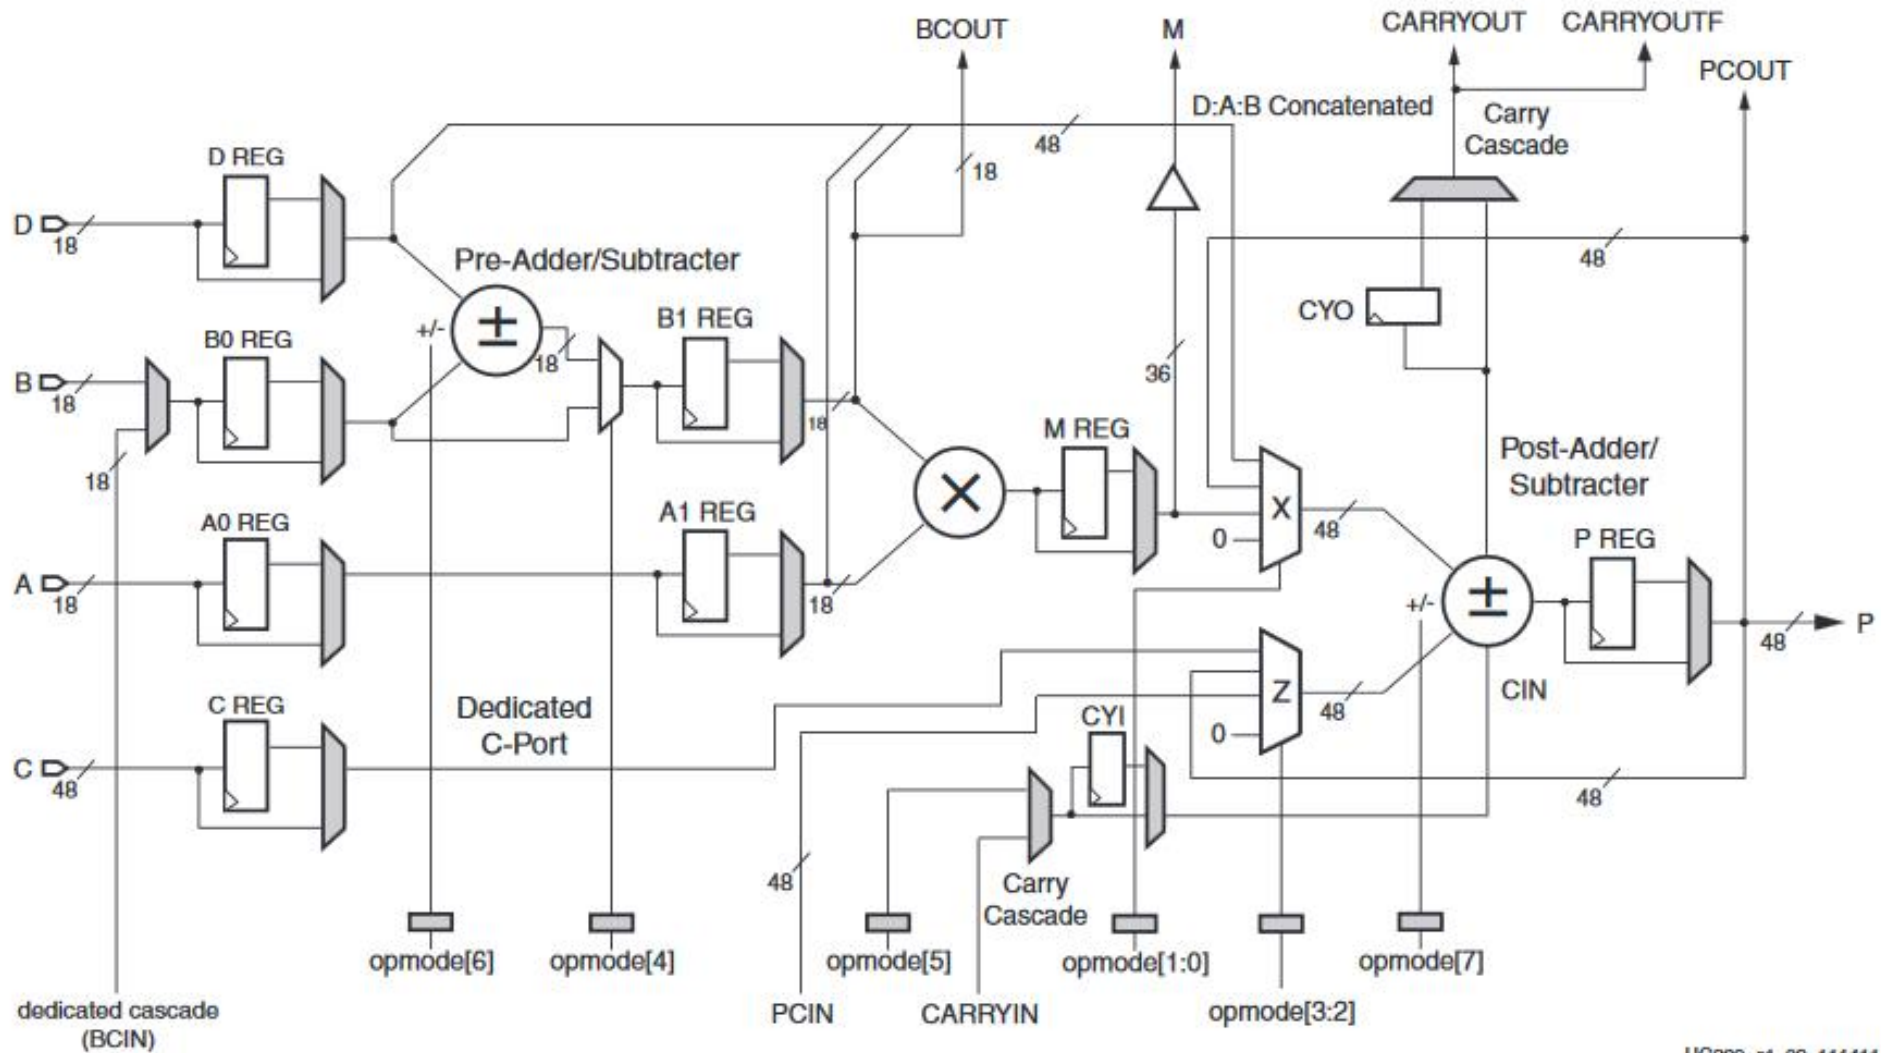 BCOUT
M
CARRYOUT
CARRYOUTF
PCOUT
D:A:B Concatenated
Carry
Cascade
48
18
D REG
D
18
48
Pre-Adder/Subtracter
+/-
±
18
B1 REG
CYO
36
B0 REG
B
18
18
18
M REG
Post-Adder/
Subtracter
A0 REG
A1 REG
×
X
0
48
P REG
A
18
18
+/-
±
48
P
C REG
Dedicated
C-Port
Z
0
48
CIN
CYI
C
48
48
48
Carry
Cascade
opmode[6]
opmode[4]
opmode[5]
opmode[1:0]
opmode[7]
dedicated cascade
(BCIN)
PCIN
CARRYIN
opmode[3:2]